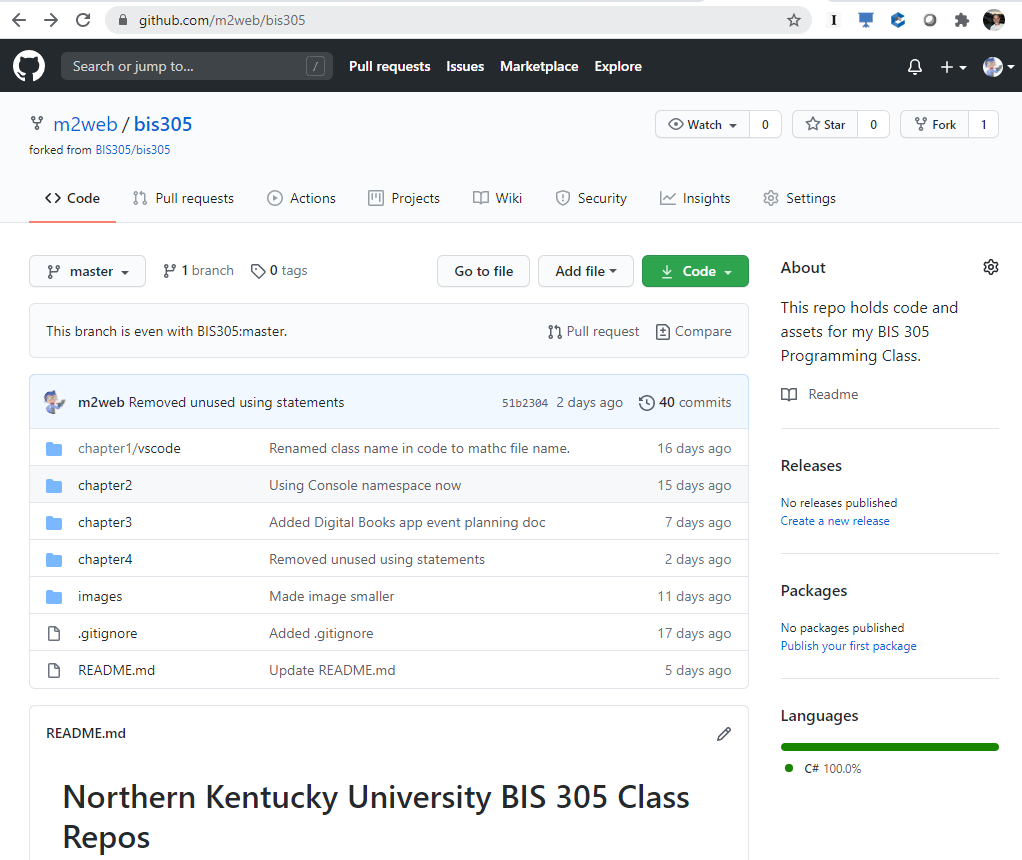 github.com/m2web/bis305
I
Search or jump to...
/
Pull requests
Issues
Marketplace
Explore
m2web / bis305
forked from BIS305/bis305
Watch
0
Star
0
Fork
1
Code
Pull requests
Actions
Projects
Wiki
Security
Insights
Settings
master
1 branch
0 tags
Go to file
Add file
Code
This branch is even with BIS305:master.
Pull request
Compare
m2web Removed unused using statements 51b2304 2 days ago 40 commits
chapter1/vscode Renamed class name in code to mathc file name. 16 days ago
chapter2 Using Console namespace now 15 days ago
chapter3 Added Digital Books app event planning doc 7 days ago
chapter4 Removed unused using statements 2 days ago
images Made image smaller 11 days ago
.gitignore Added .gitignore 17 days ago
README.md Update README.md 5 days ago
README.md
Northern Kentucky University BIS 305 Class
Repos
About
This repo holds code and
assets for my BIS 305
Programming Class.
Readme
Releases
No releases published
Create a new release
Packages
No packages published
Publish your first package
Languages
C# 100.0%